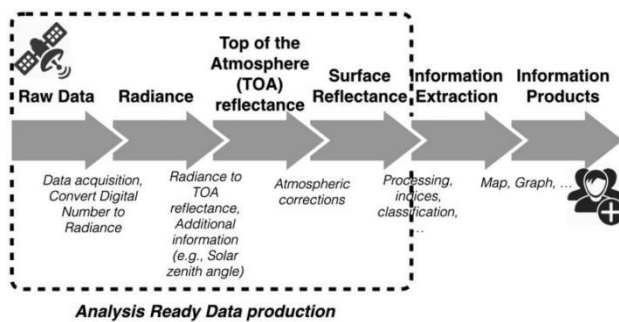 Raw Data
Radiance
Top of the
Atmosphere
(TOA)
reflectance
Surface
Reflectance
Information
Extraction
Information
Products
Data acquisition,
Convert Digital
Number to
Radiance
Radiance to
TOA
reflectance,
Additional
information
(e.g., Solar
zenith angle)
Atmospheric
corrections
Processing,
indices,
classification,
...
Map, Graph, ...
Analysis Ready Data production